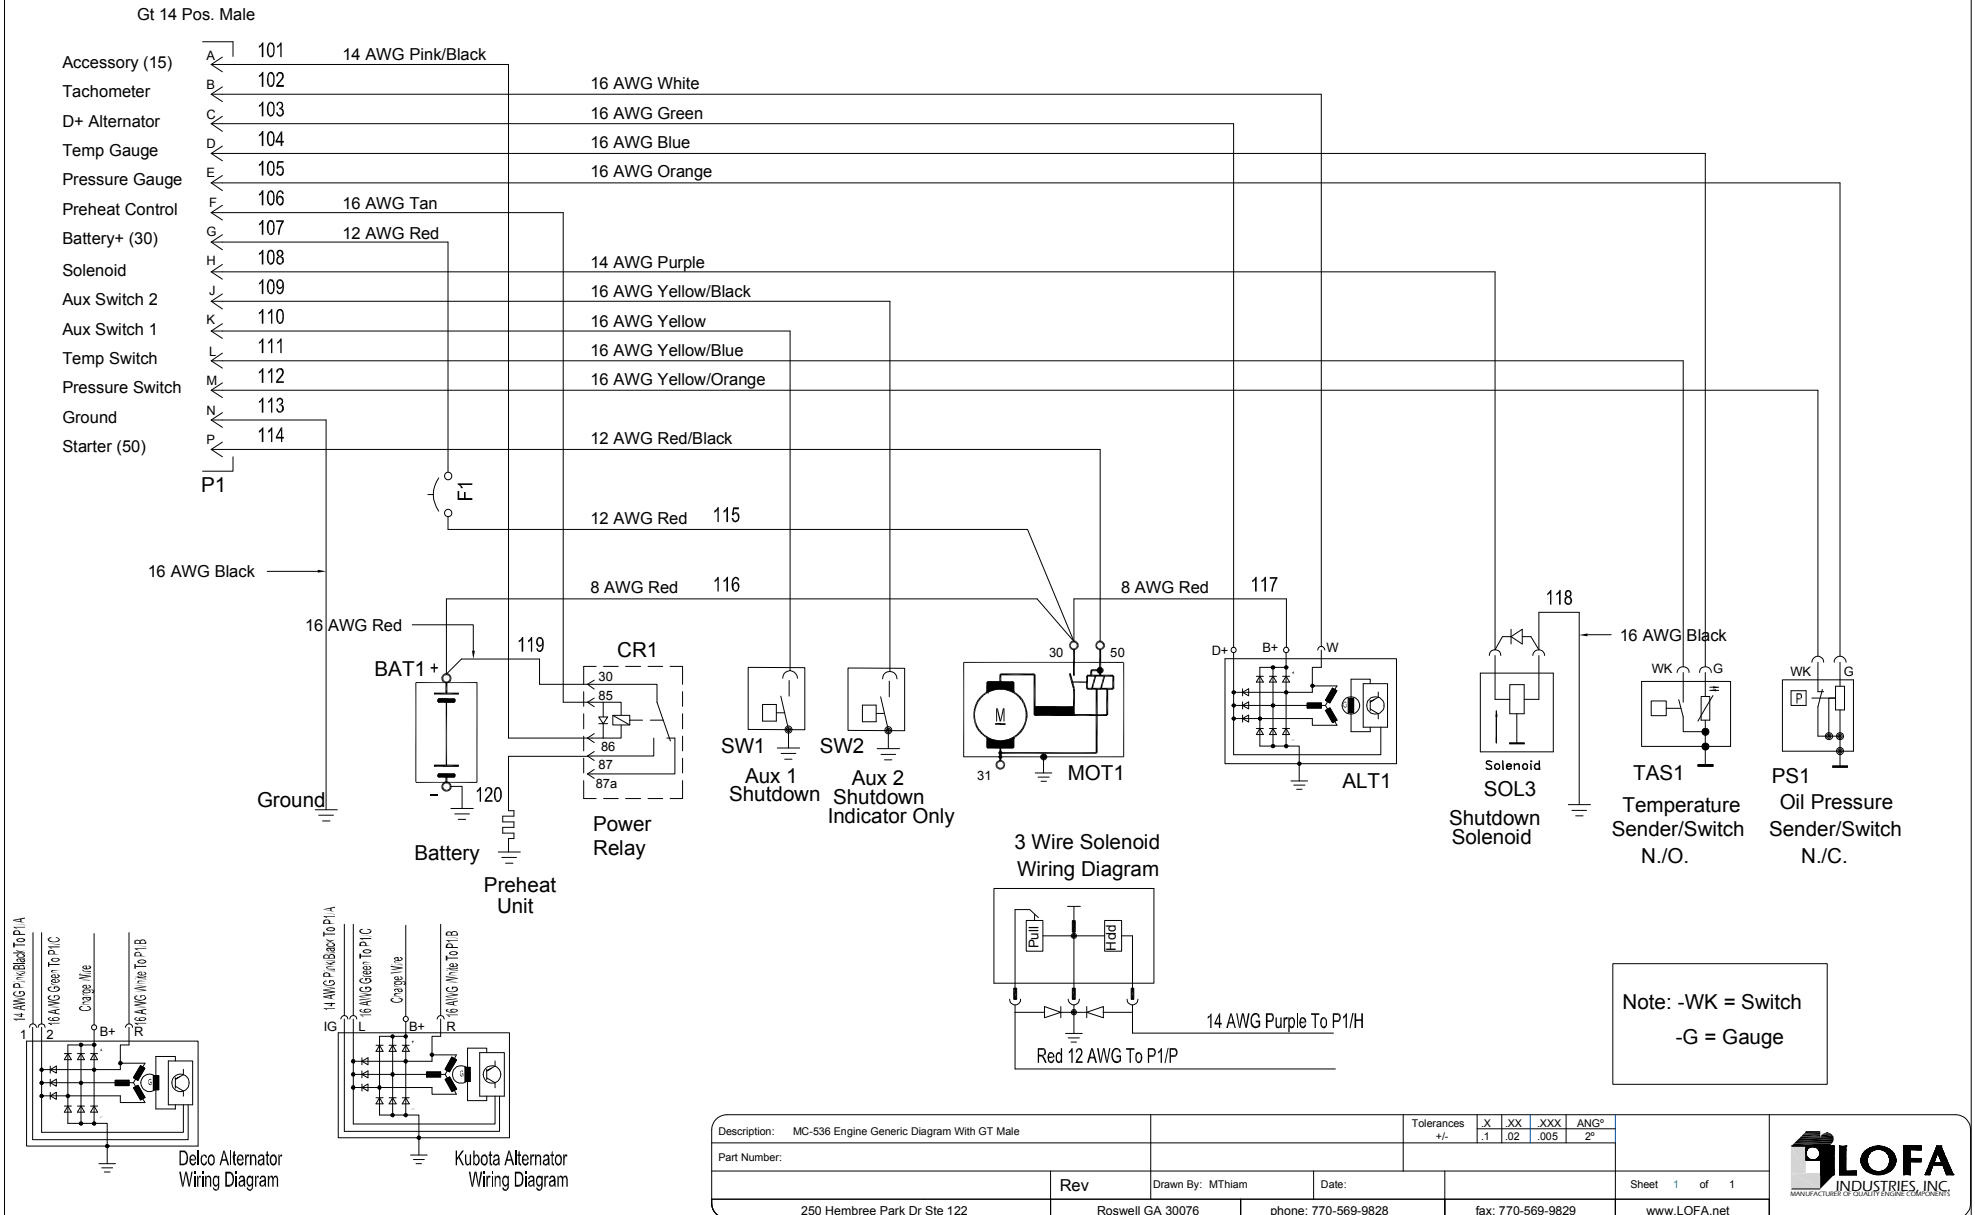 Gt 14 Pos. Male
Accessory (15) A 101 14 AWG Pink/Black
Tachometer B 102 16 AWG White
D+ Alternator C 103 16 AWG Green
Temp Gauge D 104 16 AWG Blue
Pressure Gauge E 105 16 AWG Orange
Preheat Control F 106 16 AWG Tan
Battery+ (30) G 107 12 AWG Red
Solenoid H 108 14 AWG Purple
Aux Switch 2 J 109 16 AWG Yellow/Black
Aux Switch 1 K 110 16 AWG Yellow
Temp Switch L 111 16 AWG Yellow/Blue
Pressure Switch M 112 16 AWG Yellow/Orange
Ground N 113
Starter (50) P 114 12 AWG Red/Black
P1
F1
12 AWG Red 115
16 AWG Black
8 AWG Red 116
8 AWG Red 117
118
16 AWG Red
119
16 AWG Black
BAT1 + -
CR1
30
85
86
87
87a
120
Ground
Battery
Preheat
Unit
Power
Relay
SW1
Aux 1
Shutdown
SW2
Aux 2
Shutdown
Indicator Only
30 50
M
31
MOT1
D+ B+ W
G
ALT1
Solenoid
SOL3
Shutdown
Solenoid
WK G
TAS1
Temperature
Sender/Switch
N./O.
WK G
P
PS1
Oil Pressure
Sender/Switch
N./C.
3 Wire Solenoid
Wiring Diagram
Pull
Hdd
14 AWG Purple To P1/H
Red 12 AWG To P1/P
14 AWG Pink/Black To P1/A
16 AWG Green To P1/C
Charge Wire
16 AWG White To P1/B
1 2 B+ R
G
Delco Alternator
Wiring Diagram
14 AWG Pink/Black To P1/A
16 AWG Green To P1/C
Charge Wire
16 AWG White To P1/B
IG L B+ R
G
Kubota Alternator
Wiring Diagram
Note: -WK = Switch
-G = Gauge
Description: MC-536 Engine Generic Diagram With GT Male
Tolerances
+/-
.X .XX .XXX ANGº
.1 .02 .005 2º
Part Number:
Rev Drawn By: MThiam Date: Sheet 1 of 1
250 Hembree Park Dr Ste 122 Roswell GA 30076 phone: 770-569-9828 fax: 770-569-9829 www.LOFA.net
LOFA
INDUSTRIES, INC.
MANUFACTURER OF QUALITY ENGINE COMPONENTS